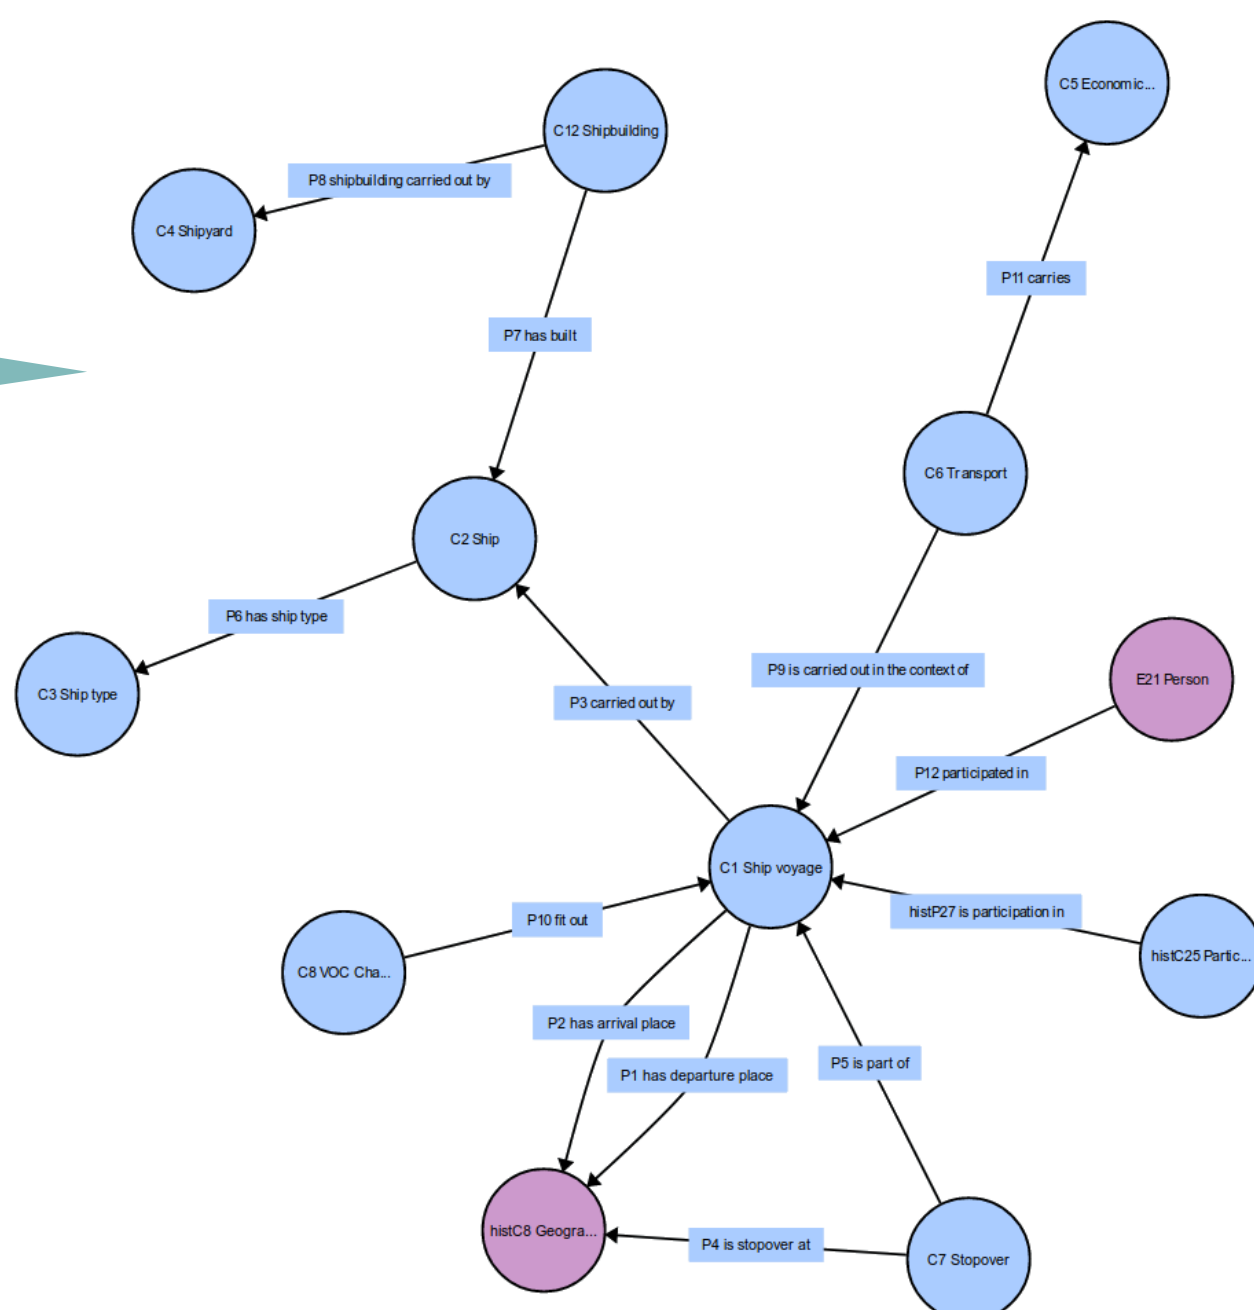 C5 Economic...
C12 Shipbuilding
P8 shipbuilding carried out by
C4 Shipyard
P11 carries
P7 has built
C6 Transport
C2 Ship
P6 has ship type
P9 is carried out in the context of
E21 Person
C3 Ship type
P3 carried out by
P12 participated in
C1 Ship voyage
histP27 is participation in
P10 fit out
histC25 Partic...
C8 VOC Cha...
P2 has arrival place
P5 is part of
P1 has departure place
histC8 Geogra...
P4 is stopover at
C7 Stopover